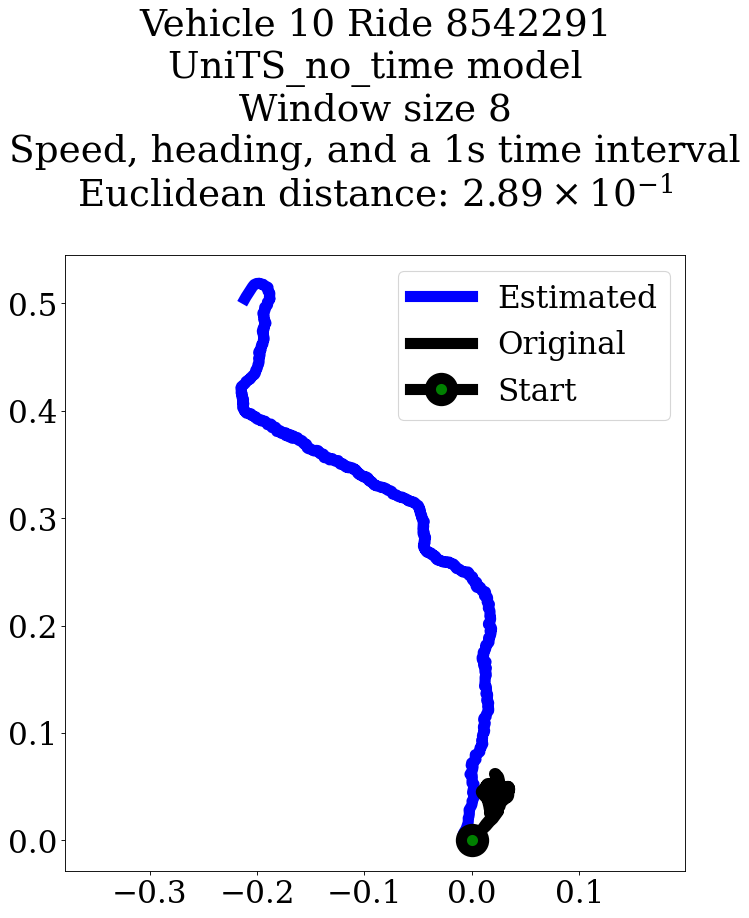 Vehicle 10 Ride 8542291
UniTS_no_time model
Window size 8
Speed, heading, and a 1s time interval
Euclidean distance: 2.89 × 10⁻¹
Estimated
Original
Start
0.5
0.4
0.3
0.2
0.1
0.0
−0.3 −0.2 −0.1 0.0 0.1